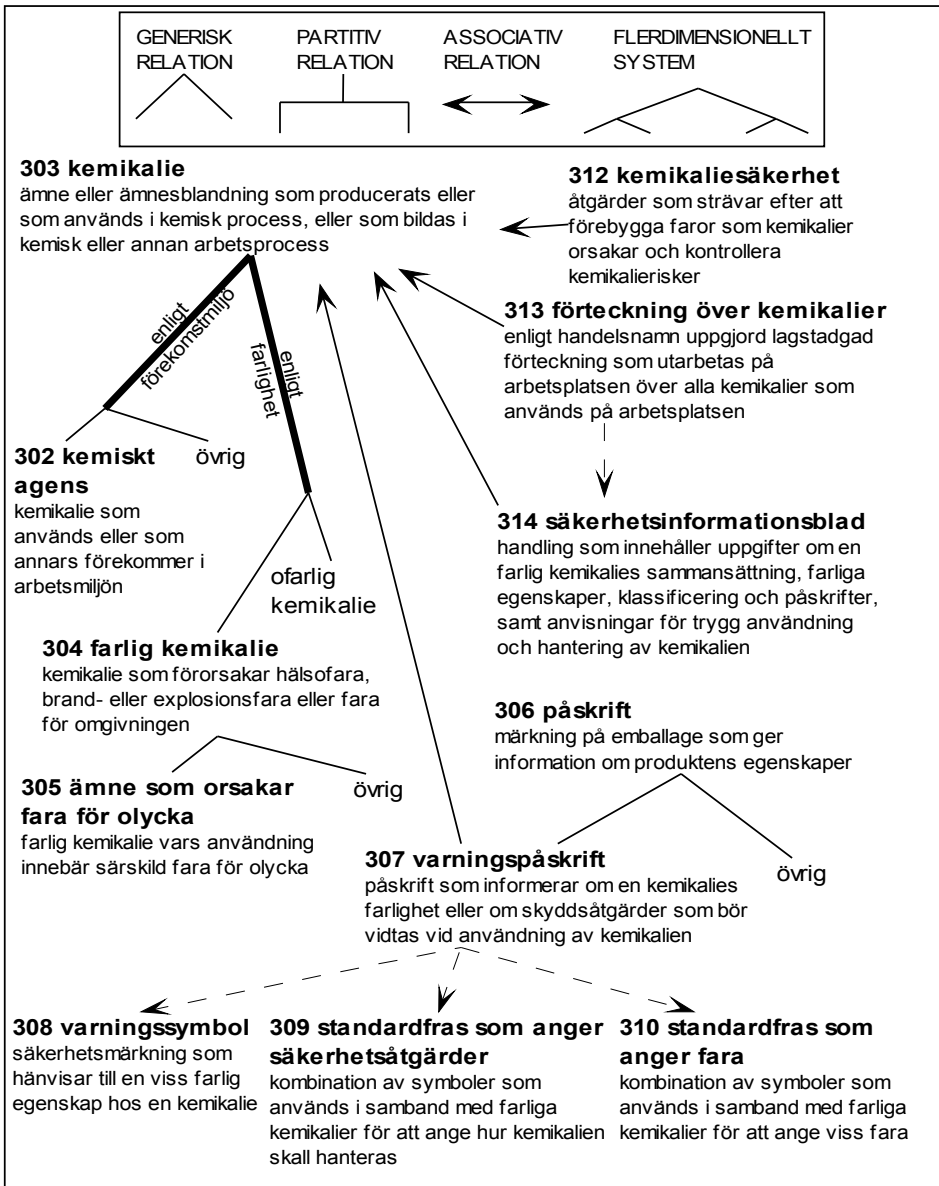 GENERISK
RELATION
PARTITIV
RELATION
ASSOCIATIV
RELATION
FLERDIMENSIONELLT
SYSTEM
303 kemikalie
ämne eller ämnesblandning som producerats eller
som används i kemisk process, eller som bildas i
kemisk eller annan arbetsprocess
312 kemikaliesäkerhet
åtgärder som strävar efter att
förebygga faror som kemikalier
orsakar och kontrollera
kemikalierisker
313 förteckning över kemikalier
enligt handelsnamn uppgjord lagstadgad
förteckning som utarbetas på
arbetsplatsen över alla kemikalier som
används på arbetsplatsen
enligt
förekomstmiljö
enligt
farlighet
302 kemiskt
agens
kemikalie som
används eller som
annars förekommer i
arbetsmiljön
övrig
314 säkerhetsinformationsblad
handling som innehåller uppgifter om en
farlig kemikalies sammansättning, farliga
egenskaper, klassificering och påskrifter,
samt anvisningar för trygg användning
och hantering av kemikalien
ofarlig
kemikalie
304 farlig kemikalie
kemikalie som förorsakar hälsofara,
brand- eller explosionsfara eller fara
för omgivningen
306 påskrift
märkning på emballage som ger
information om produktens egenskaper
305 ämne som orsakar
fara för olycka
farlig kemikalie vars användning
innebär särskild fara för olycka
övrig
307 varningspåskrift
påskrift som informerar om en kemikalies
farlighet eller om skyddsåtgärder som bör
vidtas vid användning av kemikalien
övrig
308 varningssymbol
säkerhetsmärkning som
hänvisar till en viss farlig
egenskap hos en kemikalie
309 standardfras som anger
säkerhetsåtgärder
kombination av symboler som
används i samband med farliga
kemikalier för att ange hur kemikalien
skall hanteras
310 standardfras som
anger fara
kombination av symboler som
används i samband med farliga
kemikalier för att ange viss fara